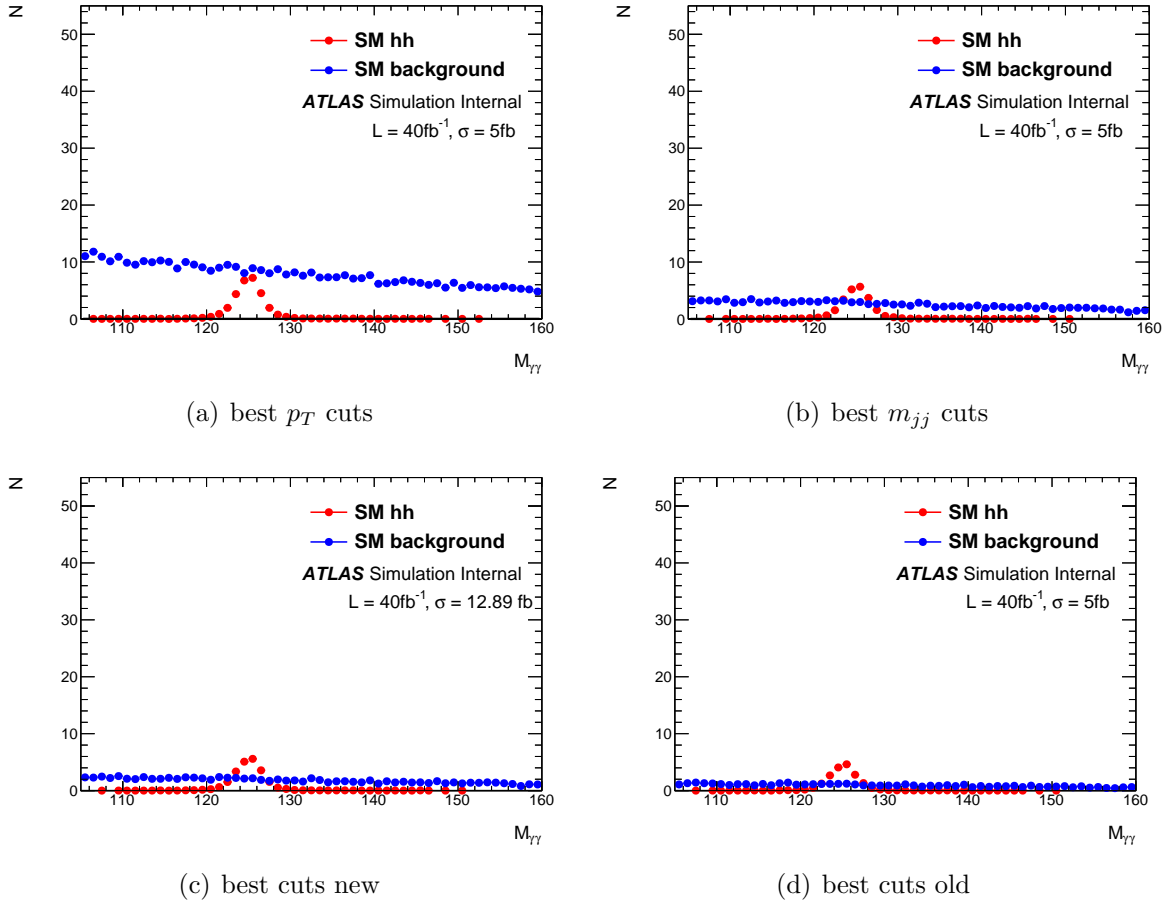 N
50
40
30
20
10
0
110 120 130 140 150 160
M_γγ
SM hh
SM background
ATLAS Simulation Internal
L = 40fb⁻¹, σ = 5fb
(a) best p_T cuts
N
50
40
30
20
10
0
110 120 130 140 150 160
M_γγ
SM hh
SM background
ATLAS Simulation Internal
L = 40fb⁻¹, σ = 5fb
(b) best m_jj cuts
N
50
40
30
20
10
0
110 120 130 140 150 160
M_γγ
SM hh
SM background
ATLAS Simulation Internal
L = 40fb⁻¹, σ = 12.89 fb
(c) best cuts new
N
50
40
30
20
10
0
110 120 130 140 150 160
M_γγ
SM hh
SM background
ATLAS Simulation Internal
L = 40fb⁻¹, σ = 5fb
(d) best cuts old